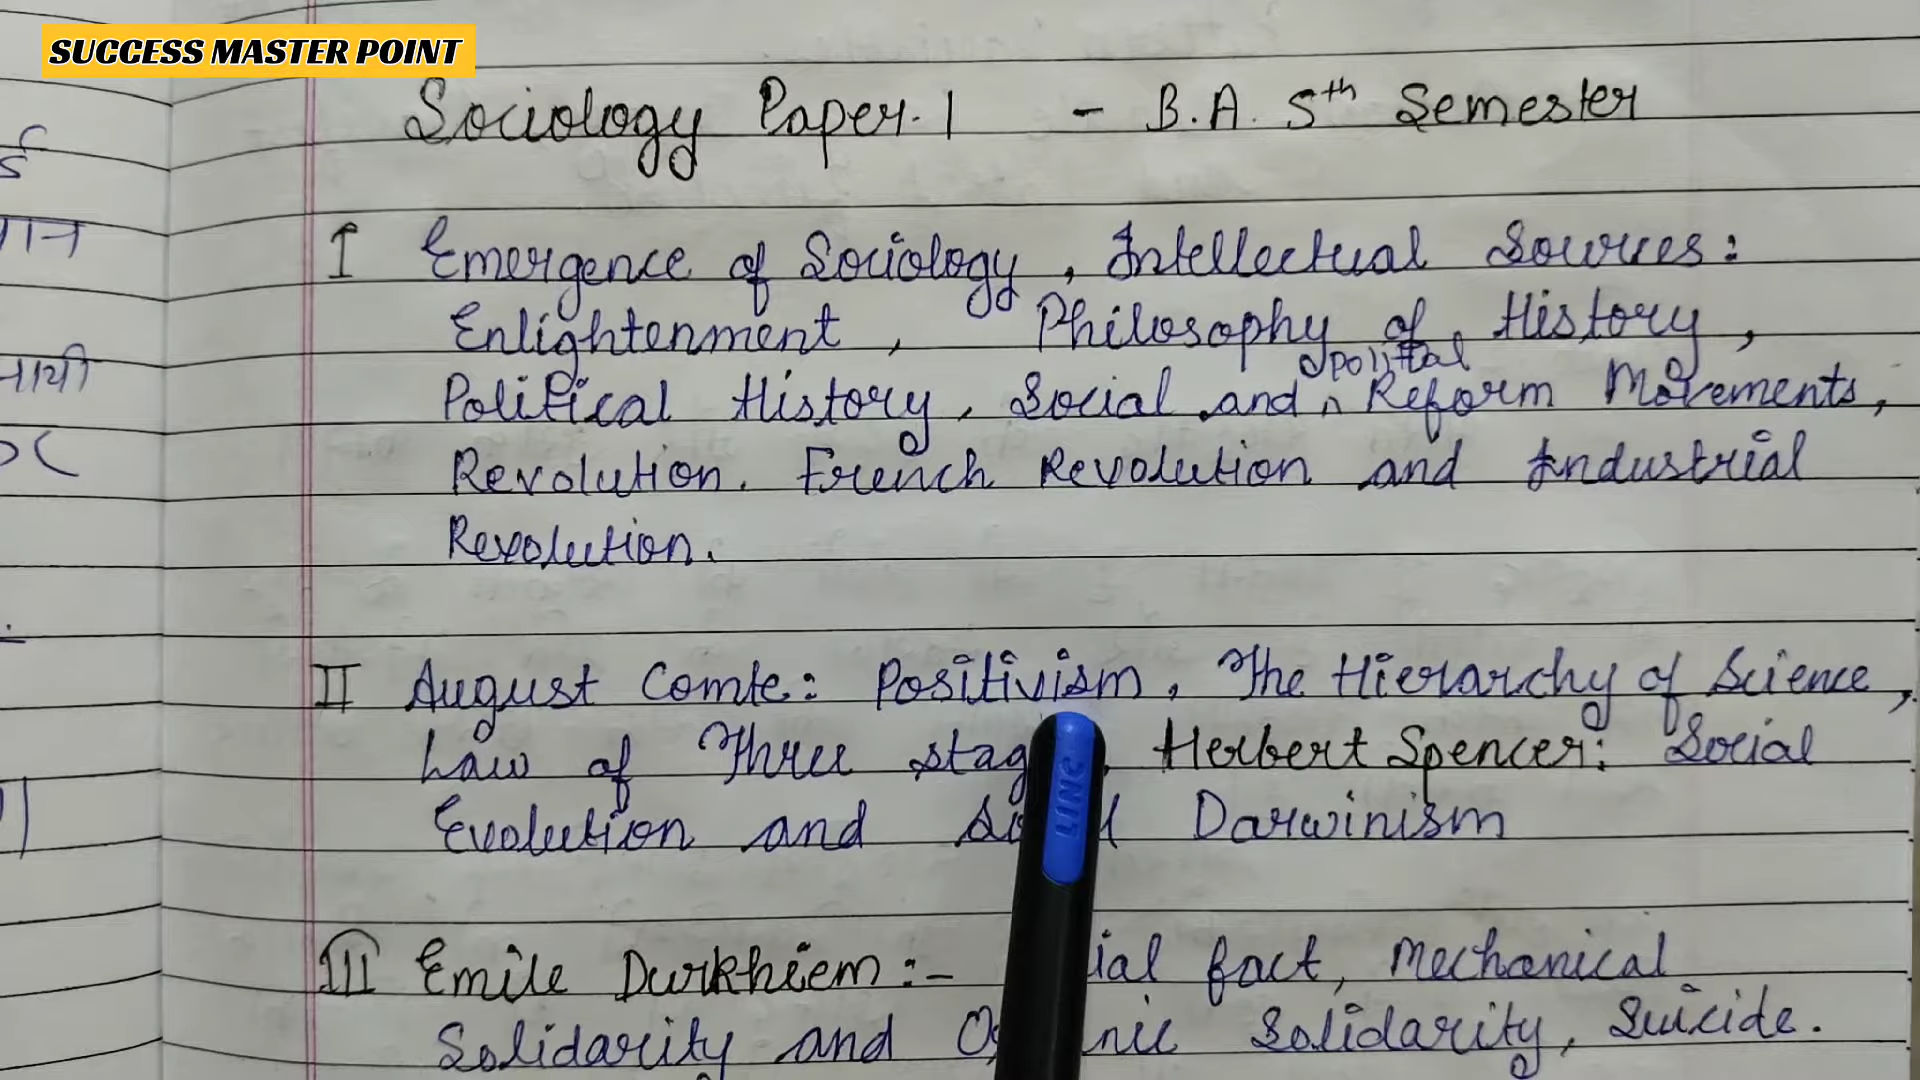 SUCCESS MASTER POINT
Sociology Paper. 1 - B.A. 5th Semester
I Emergence of Sociology, Intellectual Sources:
Enlightenment, Philosophy of History,
political
Political History, Social and Reform Movements,
Revolution. French Revolution and Industrial
Revolution.
II August Comte: Positivism, The Hierarchy of Science,
Law of Three Herbert Spencer: Social
Evolution and Darwinism
III Emile Durkhiem:- fact, Mechanical
Solidarity and Solidarity, Suicide.
LINC